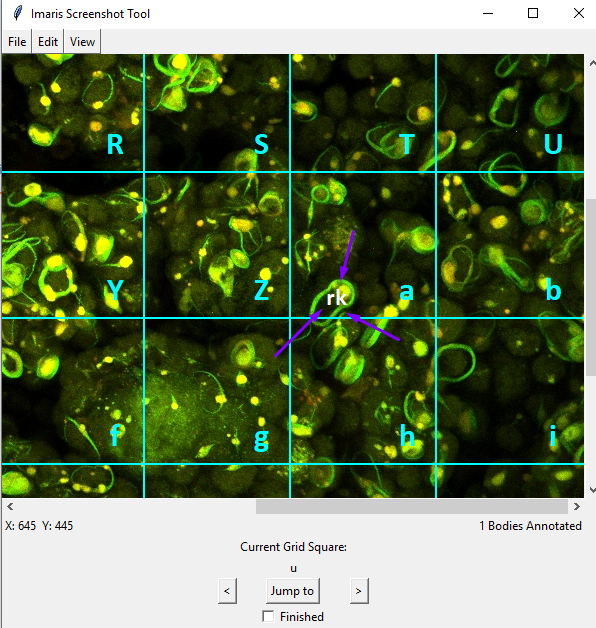 Imaris Screenshot Tool
File Edit View
R S T U
Y Z a b
rk
f g h i
X: 645 Y: 445 1 Bodies Annotated
Current Grid Square:
u
< Jump to >
Finished